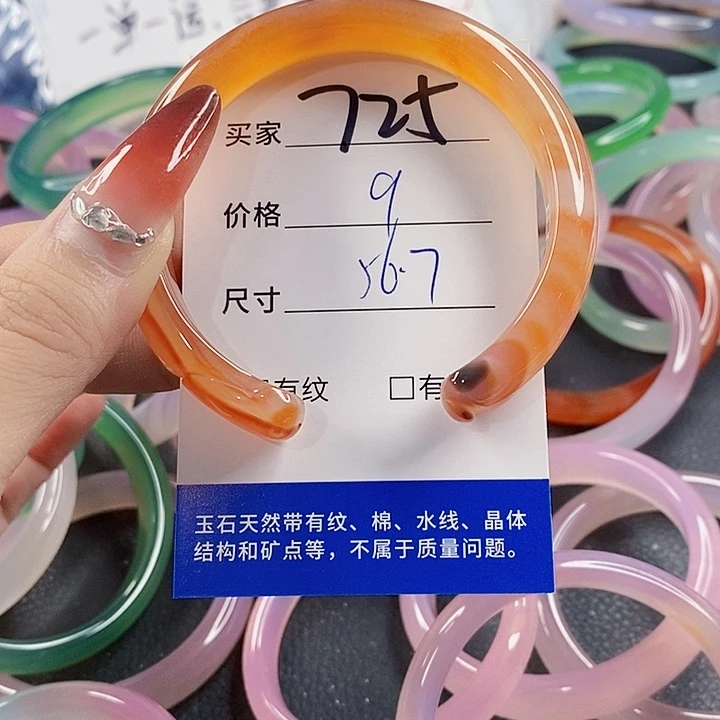 买家 725
价格 9
尺寸 56.7
有纹 □有
玉石天然带有纹、棉、水线、晶体
结构和矿点等，不属于质量问题。